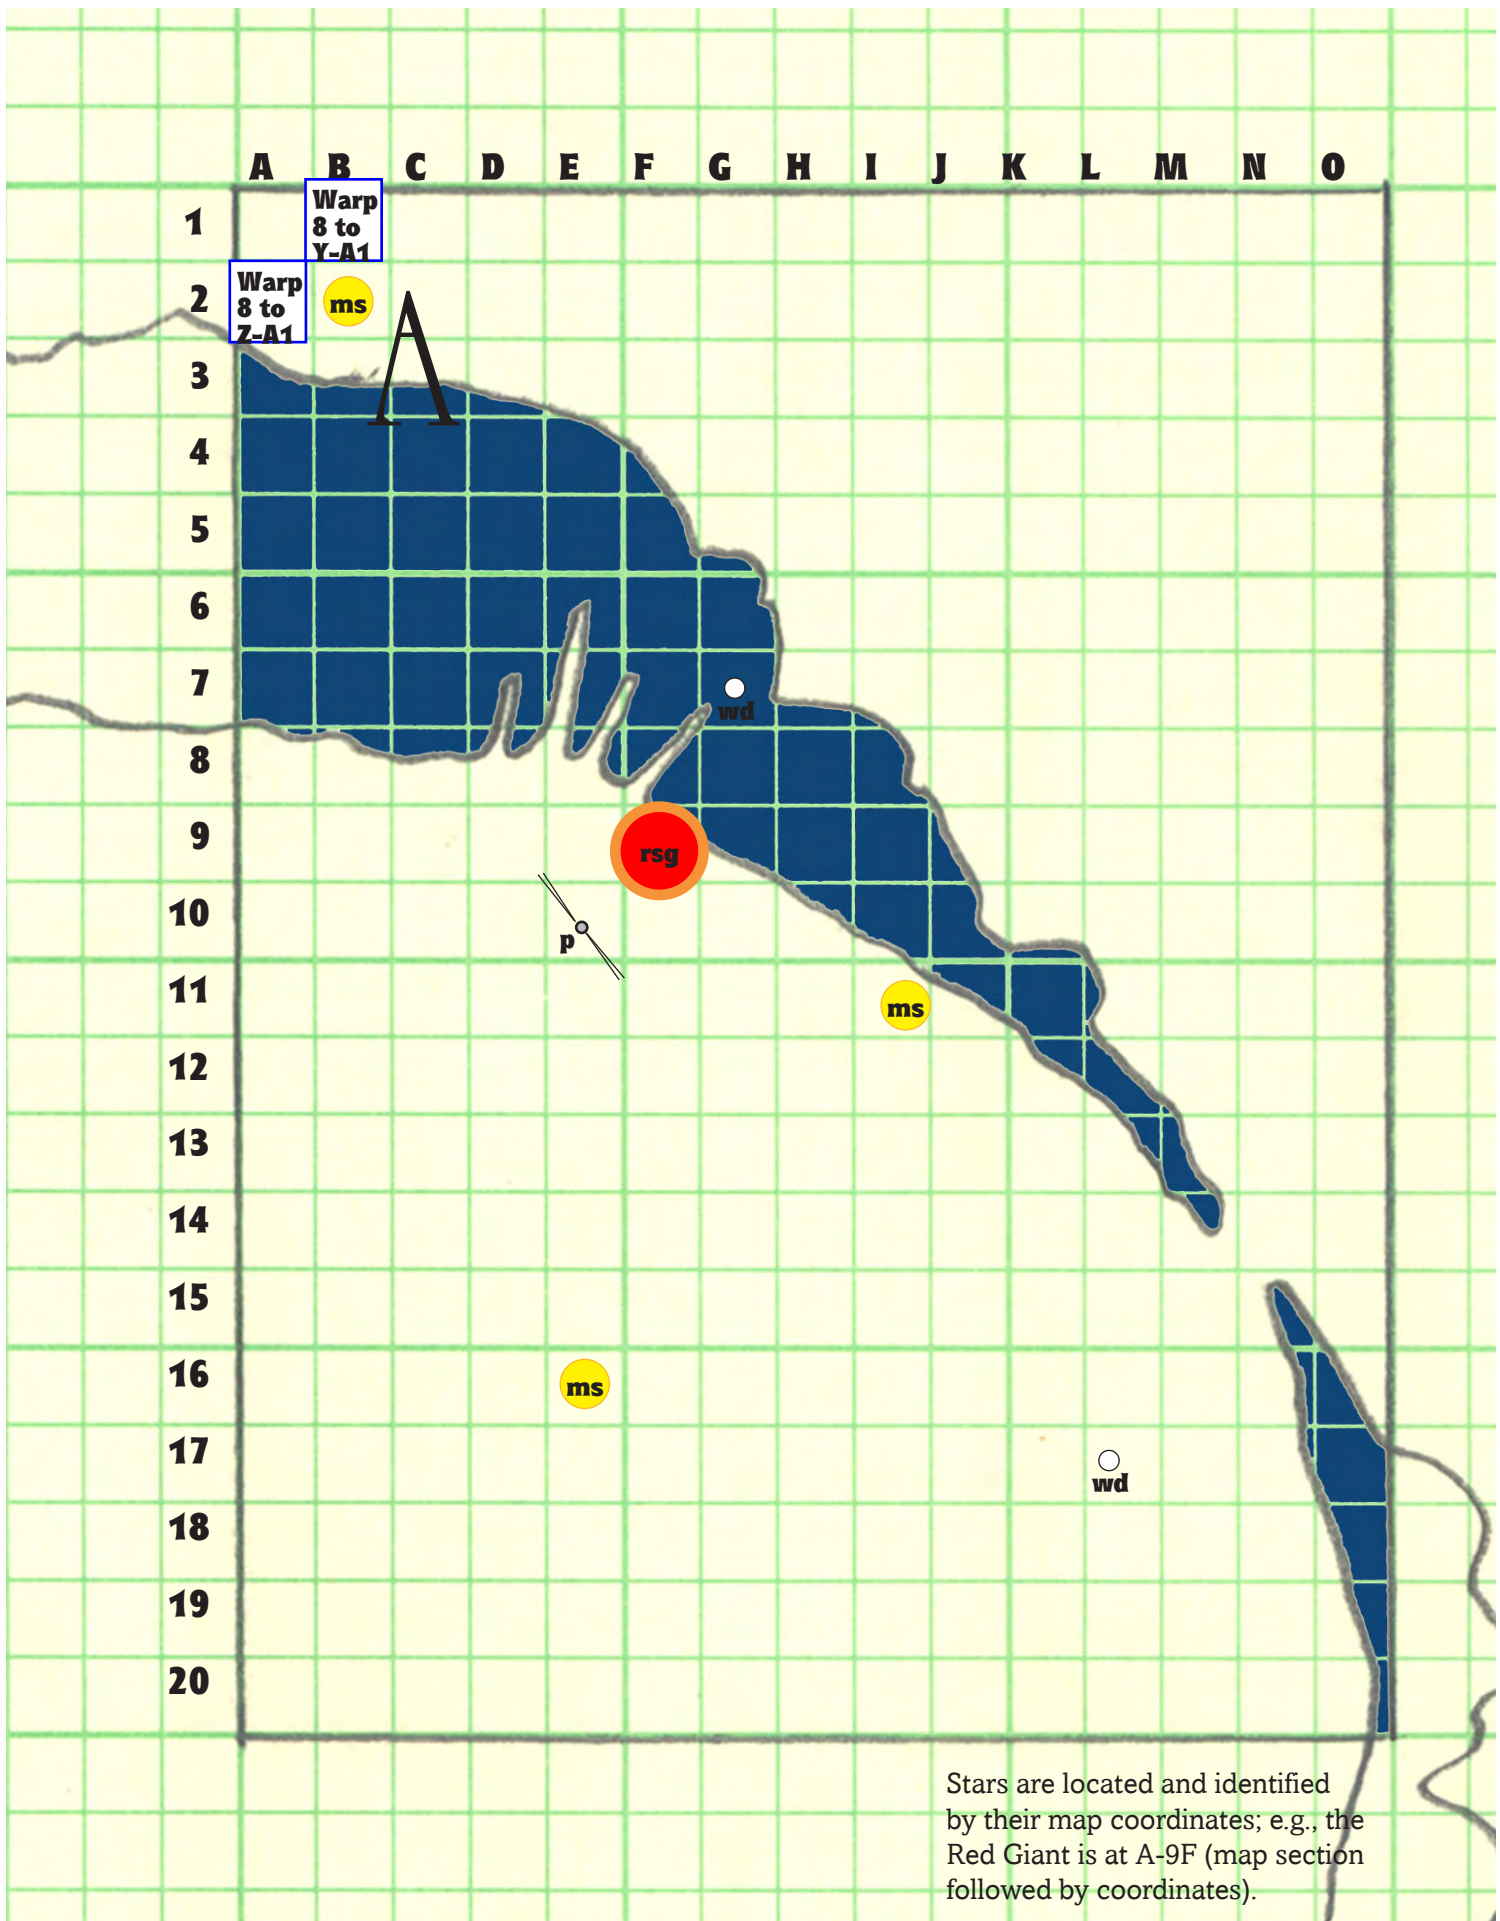 A B C D E F G H I J K L M N O
1
Warp
8 to
Y-A1
2
Warp
8 to
Z-A1
ms
A
3
4
5
6
7
wd
8
9
rsg
10
p
11
ms
12
13
14
15
16
ms
17
wd
18
19
20
Stars are located and identified
by their map coordinates; e.g., the
Red Giant is at A-9F (map section
followed by coordinates).